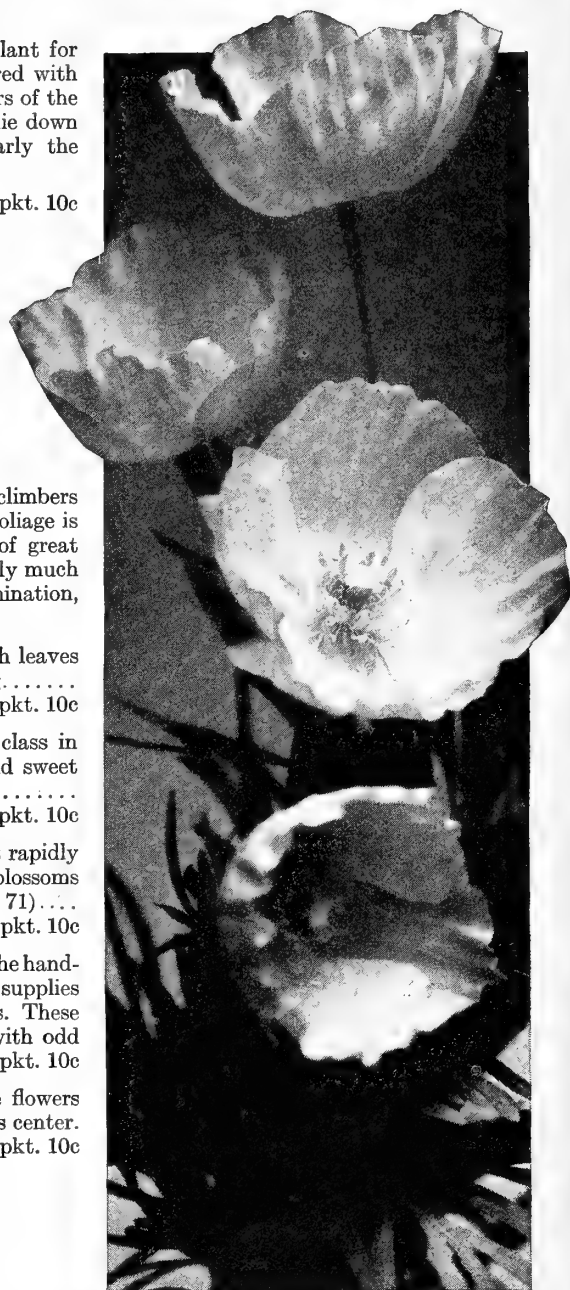 lant for
red with
rs of the
ie down
arly the
pkt. 10c
climbers
oliage is
of great
ly much
nination,
h leaves
.......
pkt. 10c
class in
d sweet
.......
pkt. 10c
rapidly
blossoms
71)....
pkt. 10c
he hand-
supplies
s. These
with odd
pkt. 10c
flowers
s center.
pkt. 10c